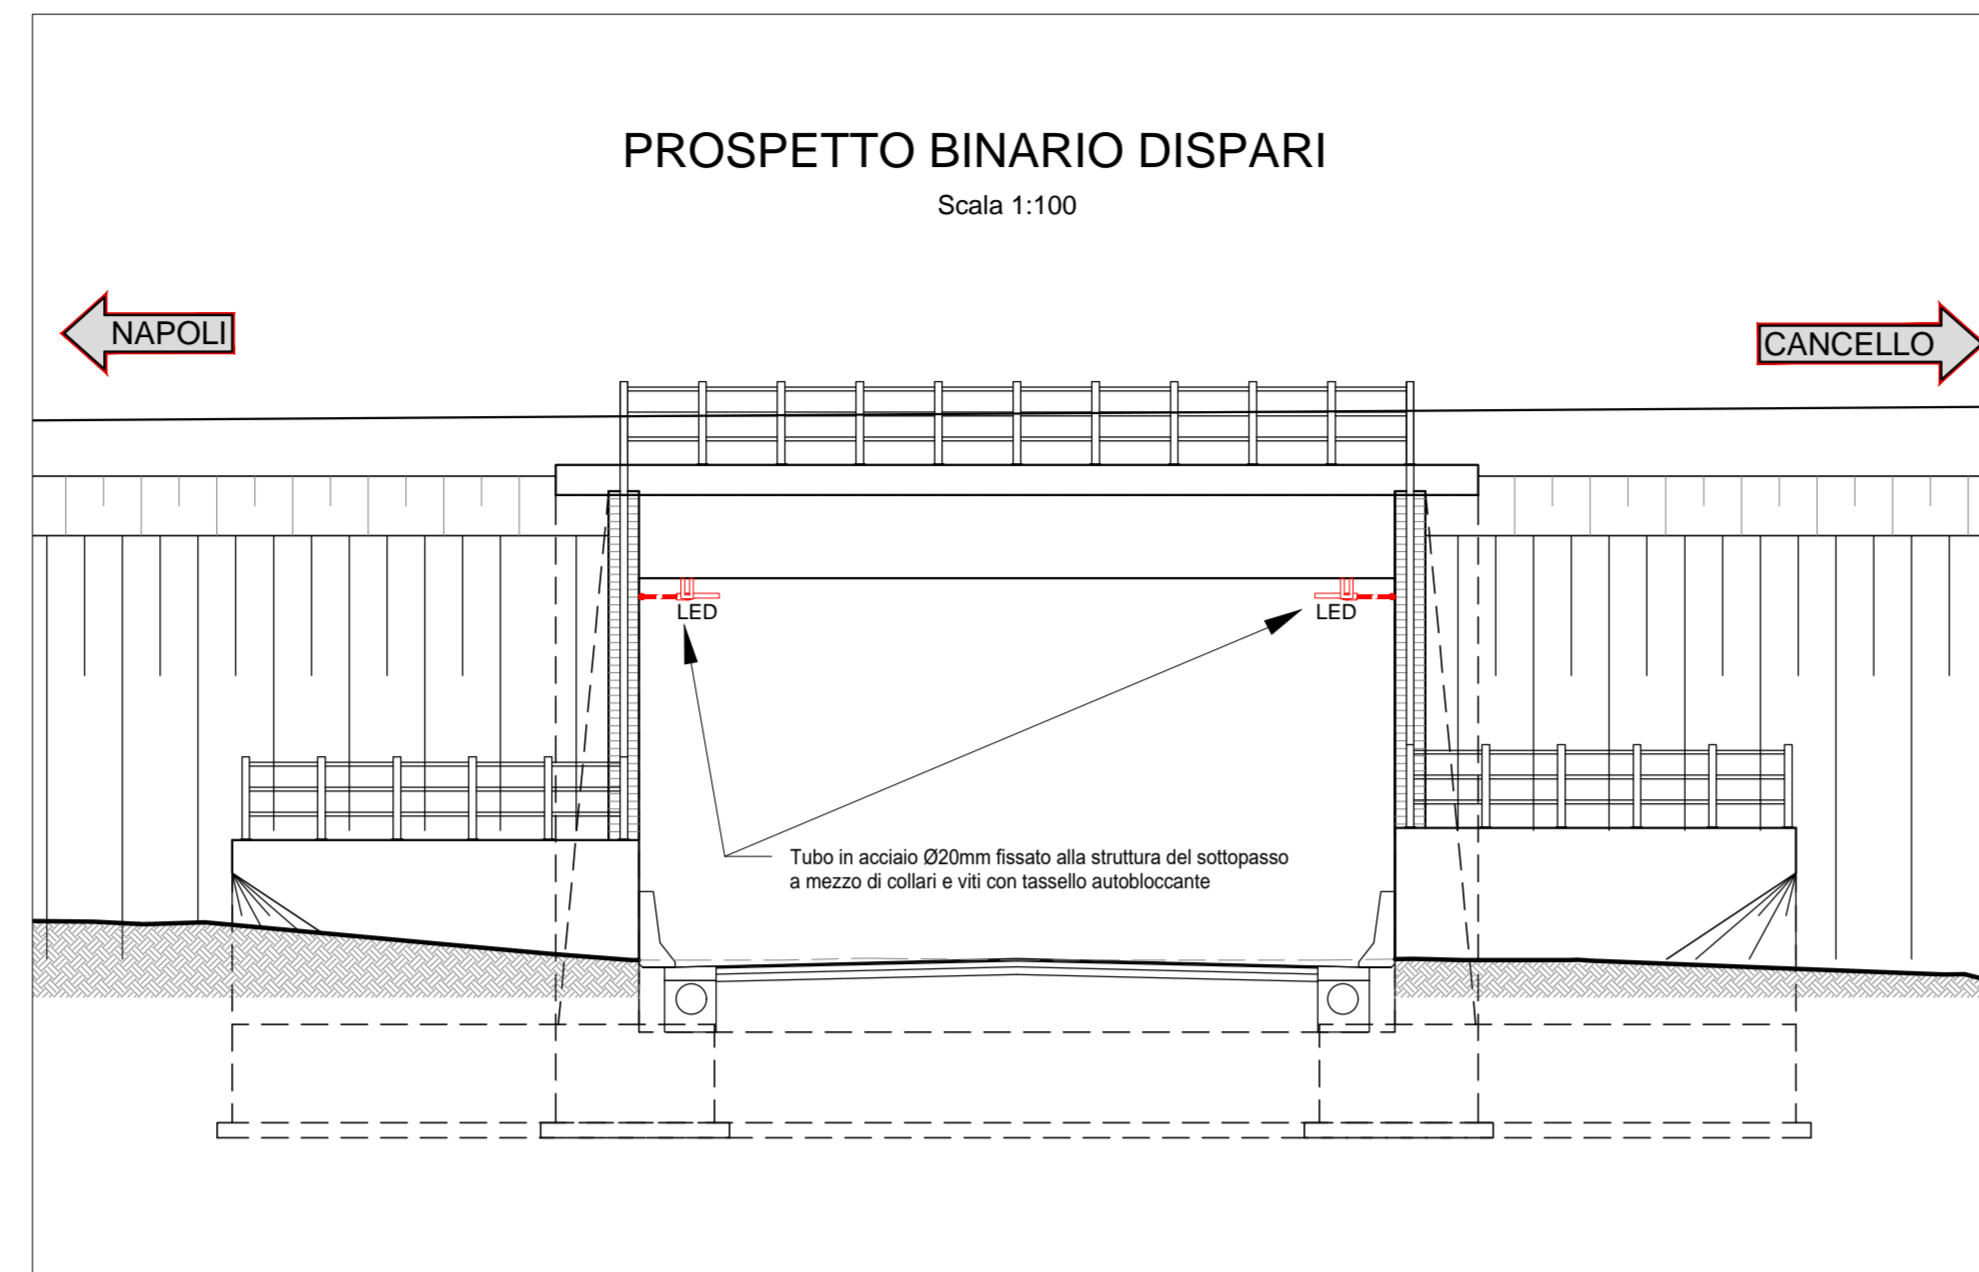 PROSPETTO BINARIO DISPARI
Scala 1:100
NAPOLI
CANCELLO
LED
LED
Tubo in acciaio Ø20mm fissato alla struttura del sottopasso
a mezzo di collari e viti con tassello autobloccante